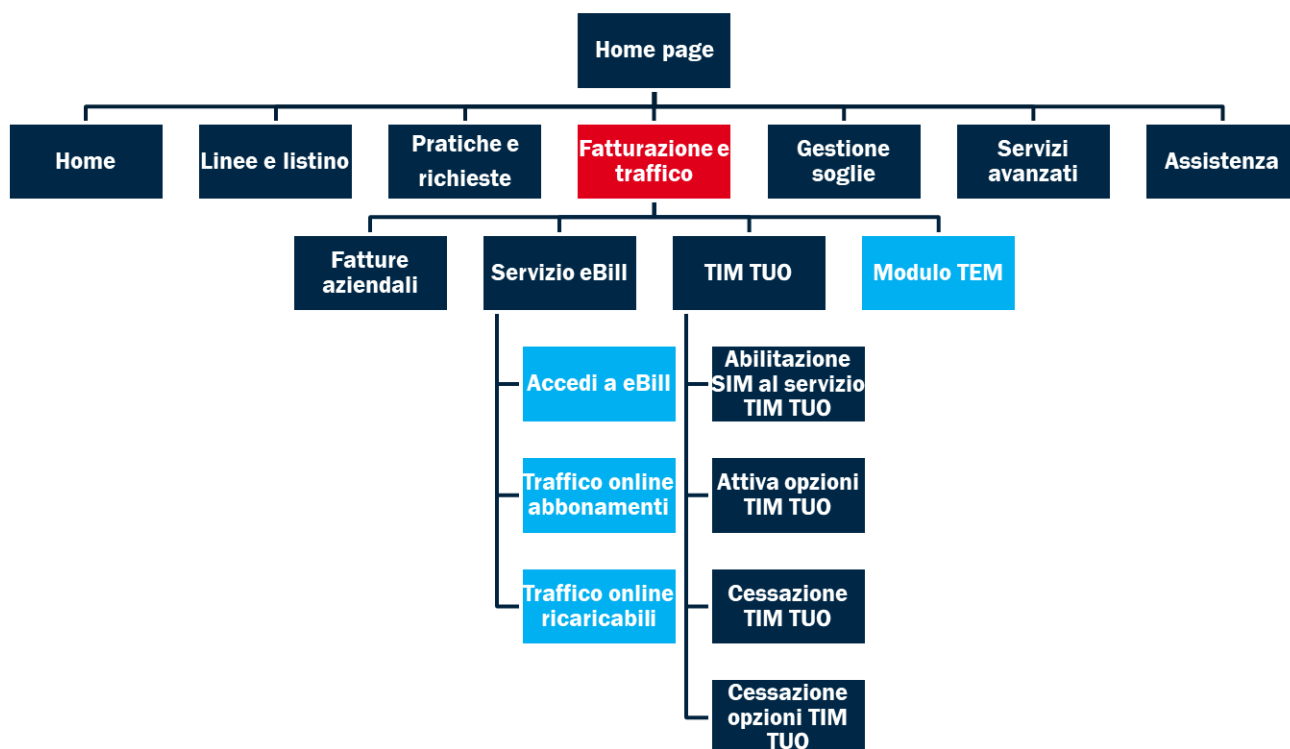 Home page
Home
Linee e listino
Pratiche e
richieste
Fatturazione e
traffico
Gestione
soglie
Servizi
avanzati
Assistenza
Fatture
aziendali
Servizio eBill
TIM TUO
Modulo TEM
Accedi a eBill
Traffico online
abbonamenti
Traffico online
ricaricabili
Abilitazione
SIM al servizio
TIM TUO
Attiva opzioni
TIM TUO
Cessazione
TIM TUO
Cessazione
opzioni TIM
TUO